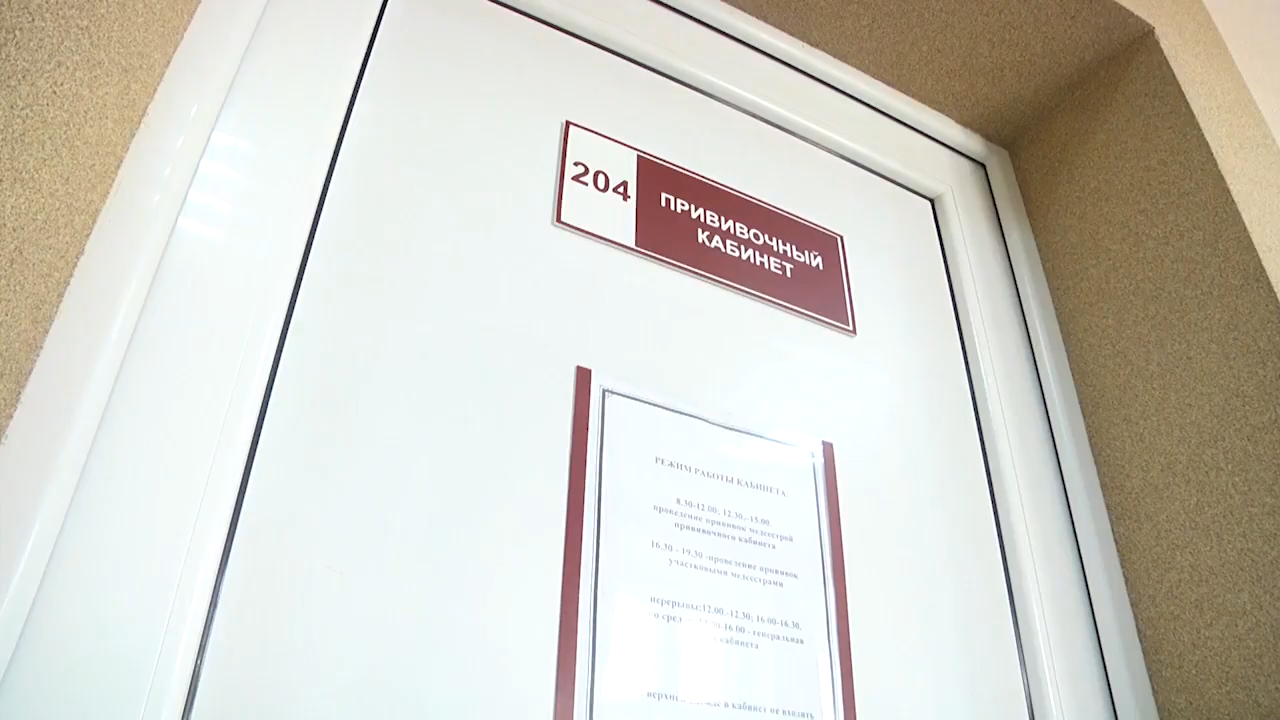 204
ПРИВИВОЧНЫЙ
КАБИНЕТ
РЕЖИМ РАБОТЫ КАБИНЕТА
8.30-12.00; 12.30.-15.00.
проведение прививок медсестрой
прививочного кабинета
16.30 - 19.30 -проведение прививок
участковыми медсестрами
перерывы:12.00.-12.30; 16.00-16.30.
16.00 - генеральная
кабинета
в кабинет не входить